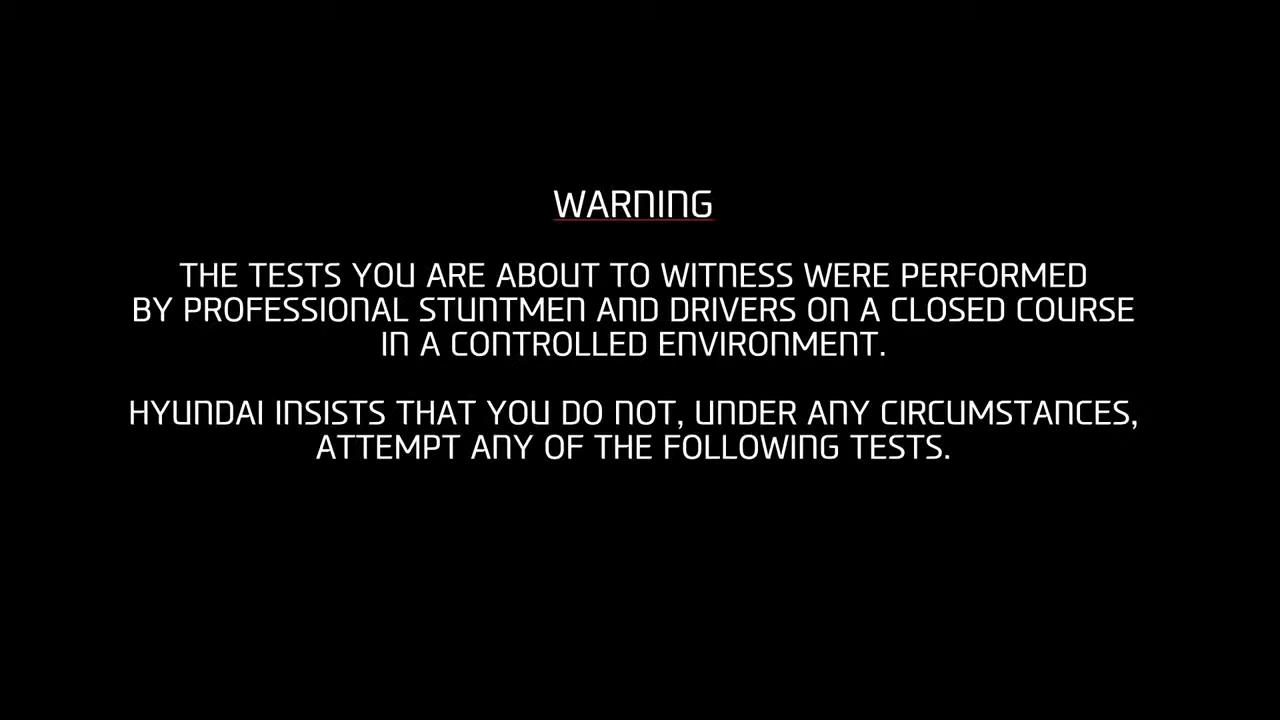 WARNING
THE TESTS YOU ARE ABOUT TO WITNESS WERE PERFORMED
BY PROFESSIONAL STUNTMEN AND DRIVERS ON A CLOSED COURSE
IN A CONTROLLED ENVIRONMENT.
HYUNDAI INSISTS THAT YOU DO NOT, UNDER ANY CIRCUMSTANCES,
ATTEMPT ANY OF THE FOLLOWING TESTS.